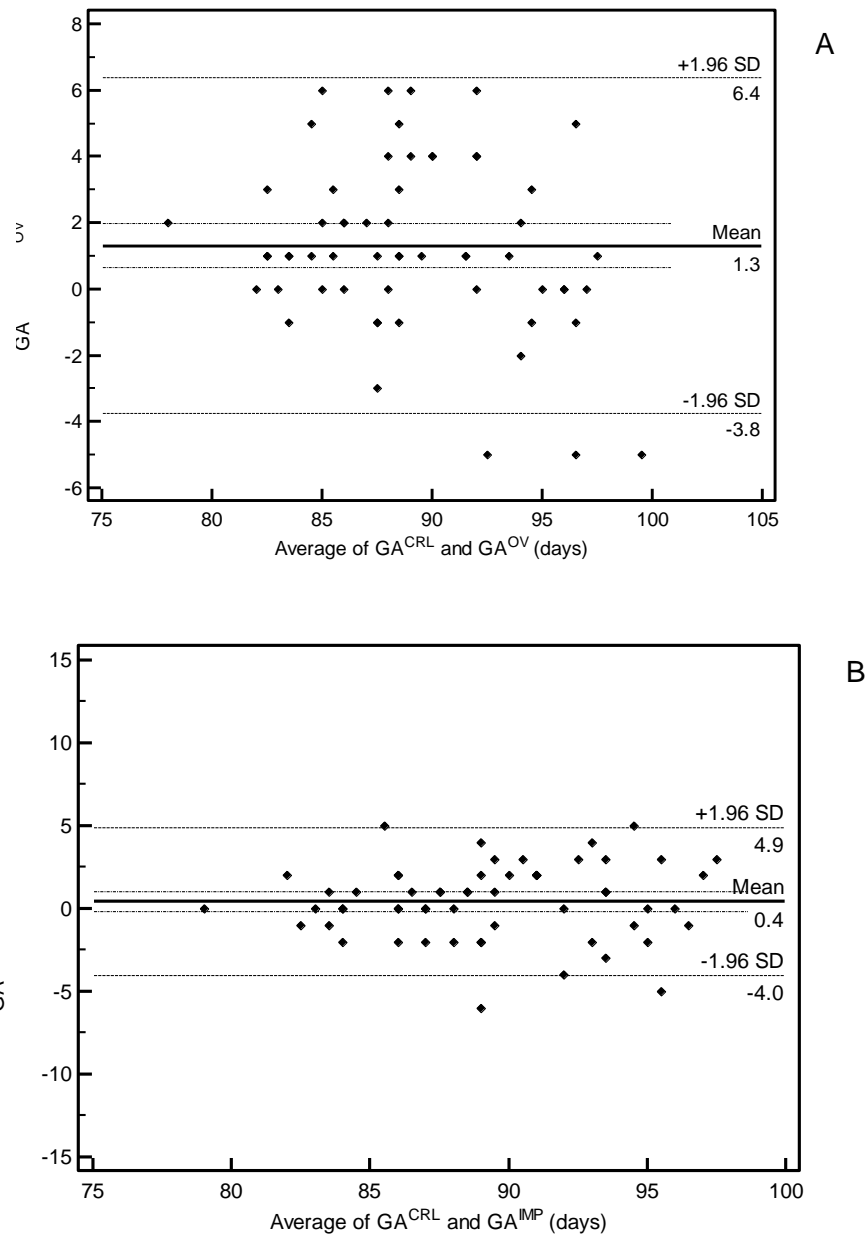 A
8
6
4
2
0
-2
-4
-6
+1.96 SD
6.4
Mean
1.3
-1.96 SD
-3.8
GA
OV
75 80 85 90 95 100 105
Average of GA^CRL and GA^OV (days)
B
15
10
5
0
-5
-10
-15
+1.96 SD
4.9
Mean
0.4
-1.96 SD
-4.0
75 80 85 90 95 100
Average of GA^CRL and GA^IMP (days)